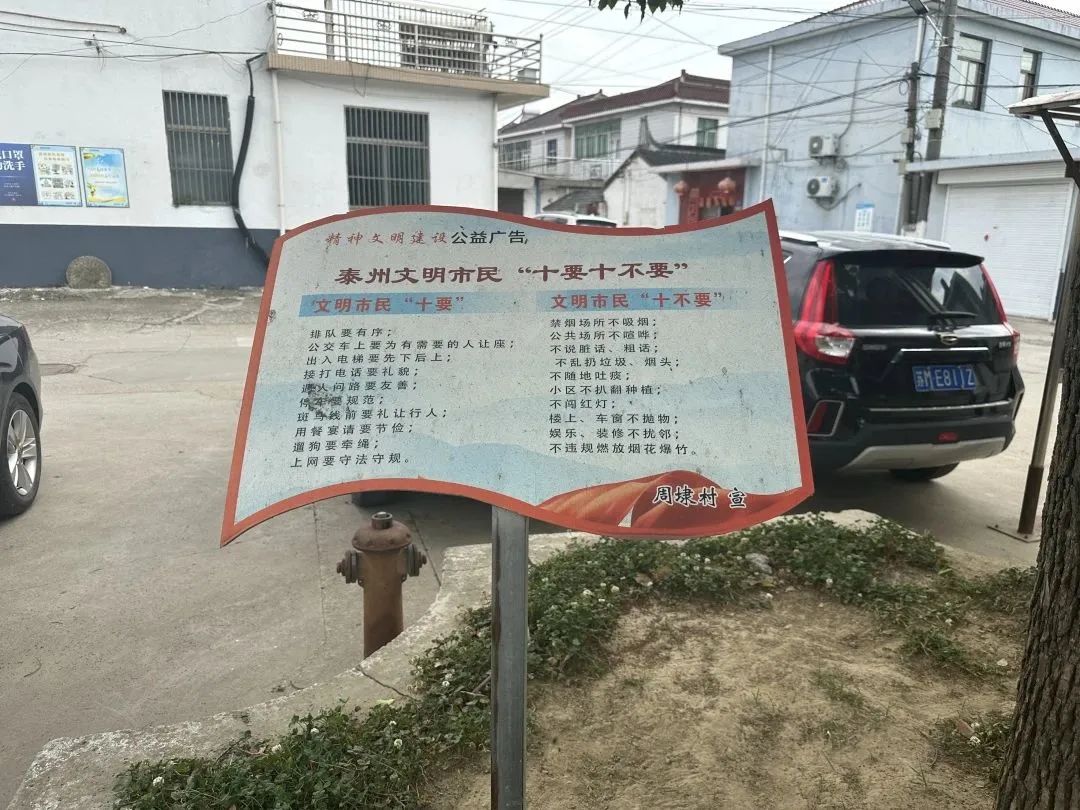 精神文明建设公益广告
泰州文明市民“十要十不要”
文明市民“十要”
排队要有序；
公交车上要为有需要的人让座；
出入电梯要先下后上；
接打电话要礼貌；
遇人问路要友善；
停车要规范；
斑马线前要礼让行人；
用餐宴请要节俭；
遛狗要牵绳；
上网要守法守规。
文明市民“十不要”
禁烟场所不吸烟；
公共场所不喧哗；
不说脏话、粗话；
不乱扔垃圾、烟头；
不随地吐痰；
小区不扒翻种植；
不闯红灯；
楼上、车窗不抛物；
娱乐、装修不扰邻；
不违规燃放烟花爆竹。
周埭村 宣
口罩
洗手